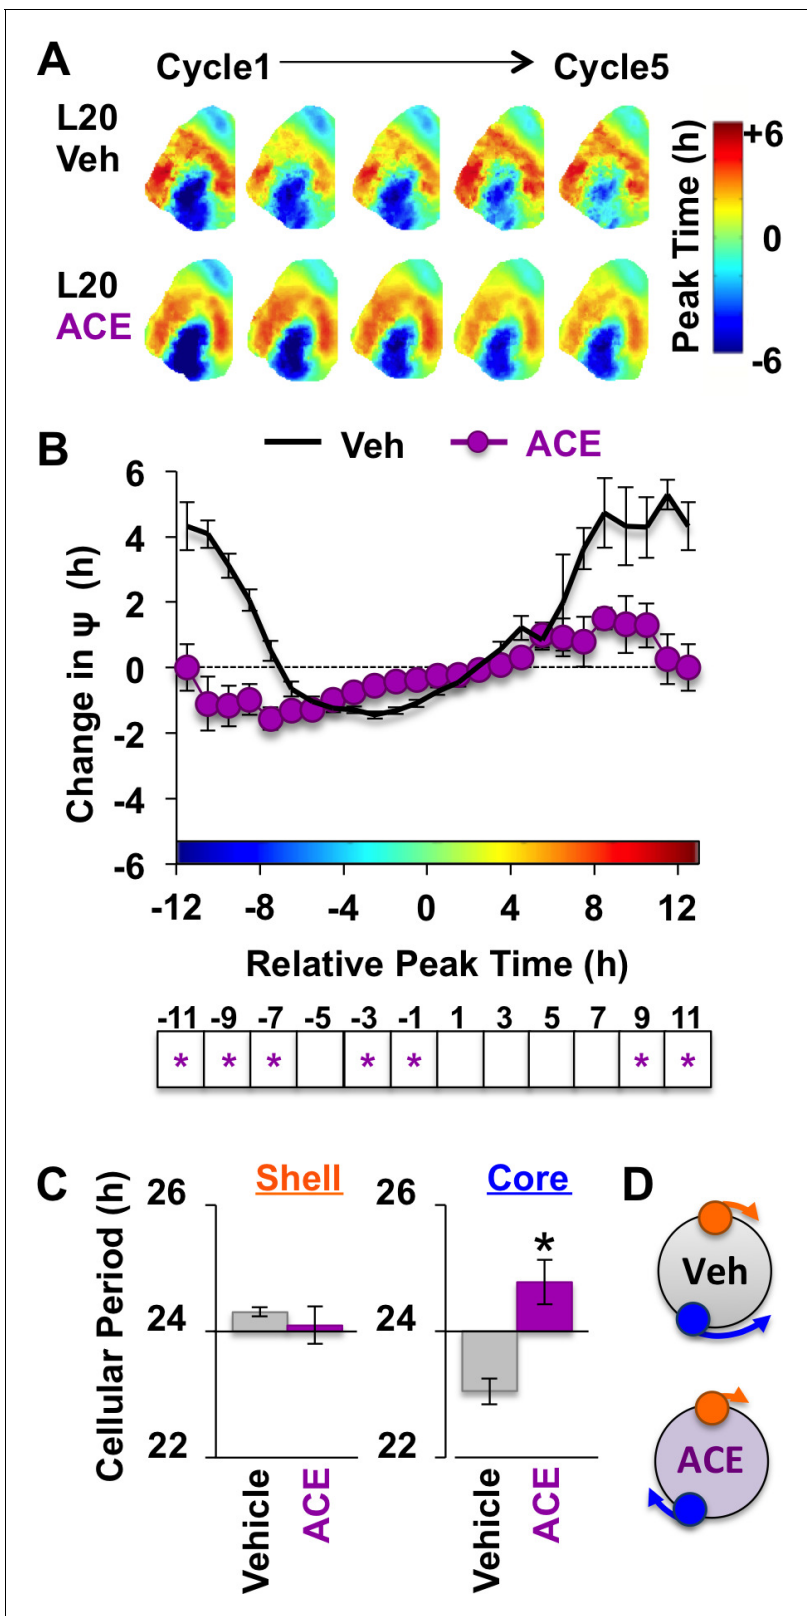 A
Cycle1
Cycle5
L20
Veh
L20
ACE
Peak Time (h)
+6
0
-6
B
Veh
ACE
Change in ψ (h)
6
4
2
0
-2
-4
-6
-12 -8 -4 0 4 8 12
Relative Peak Time (h)
-11 -9 -7 -5 -3 -1 1 3 5 7 9 11
* * * * * * *
C
Cellular Period (h)
Shell
26
24
22
Vehicle
ACE
Core
26
24
22
*
Vehicle
ACE
D
Veh
ACE